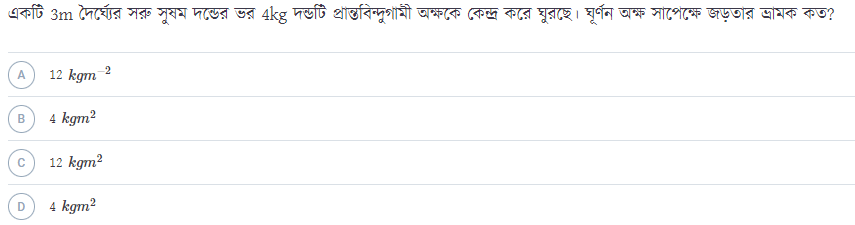 একটি 3m দৈর্ঘ্যের সরু সুষম দন্ডের ভর 4kg দন্ডটি প্রান্তবিন্দুগামী অক্ষকে কেন্দ্র করে ঘুরছে। ঘূর্ণন অক্ষ সাপেক্ষে জড়তার ভ্রামক কত?
A 12 kgm⁻²
B 4 kgm²
C 12 kgm²
D 4 kgm²